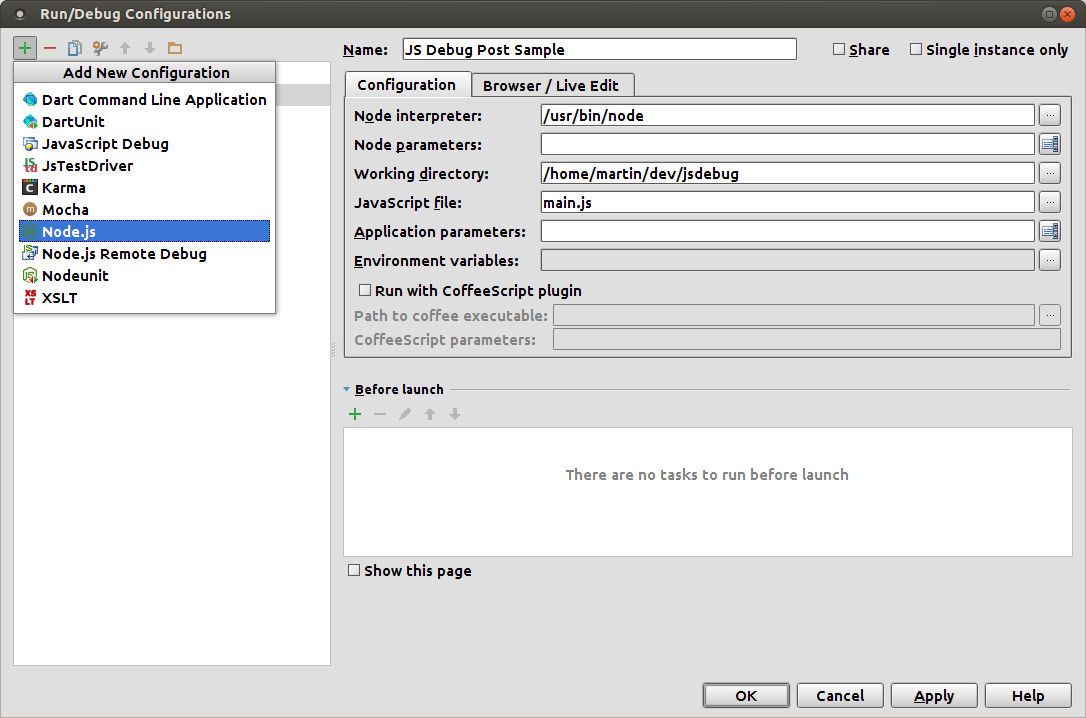 Run/Debug Configurations
Name: JS Debug Post Sample Share Single instance only
Add New Configuration
Dart Command Line Application
DartUnit
JavaScript Debug
JsTestDriver
Karma
Mocha
Node.js
Node.js Remote Debug
Nodeunit
XSLT
Configuration Browser / Live Edit
Node interpreter: /usr/bin/node ...
Node parameters:
Working directory: /home/martin/dev/jsdebug ...
JavaScript file: main.js ...
Application parameters:
Environment variables: ...
Run with CoffeeScript plugin
Path to coffee executable: ...
CoffeeScript parameters:
Before launch
There are no tasks to run before launch
Show this page
OK Cancel Apply Help